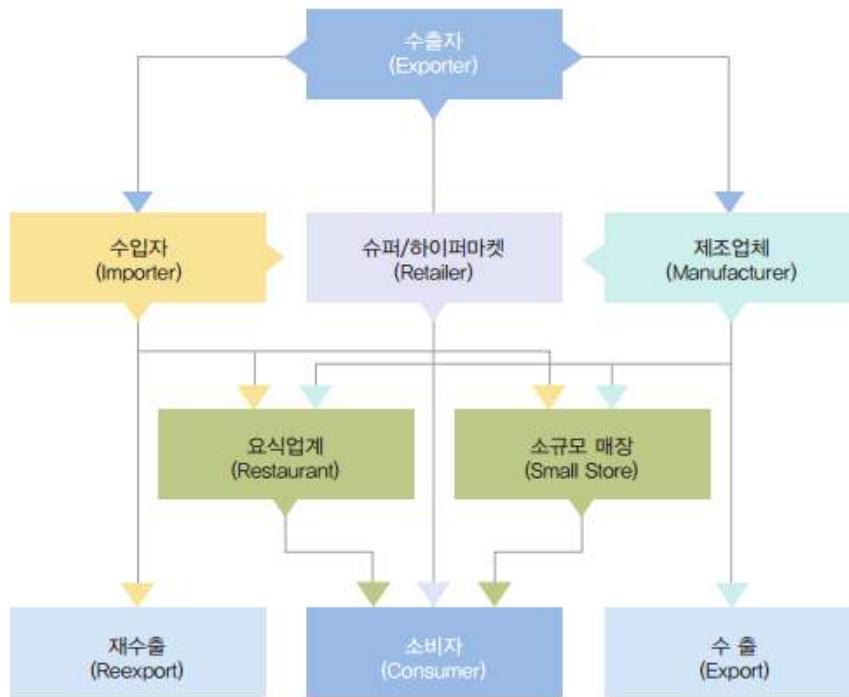 수출자
(Exporter)
수입자
(Importer)
슈퍼/하이퍼마켓
(Retailer)
제조업체
(Manufacturer)
요식업계
(Restaurant)
소규모 매장
(Small Store)
재수출
(Reexport)
소비자
(Consumer)
수 출
(Export)